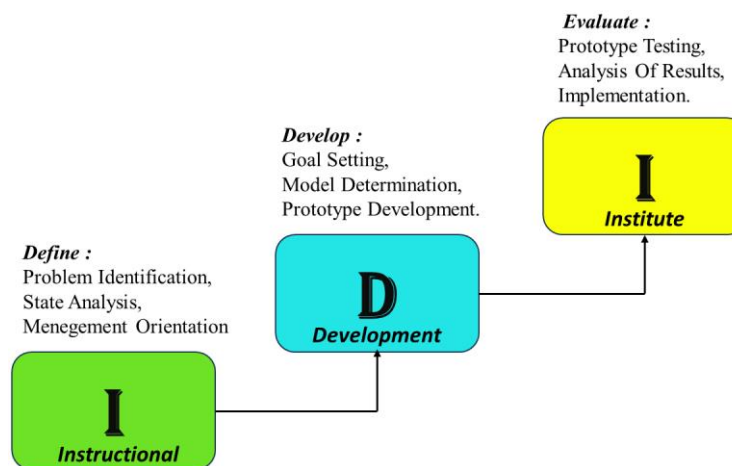 Evaluate :
Prototype Testing,
Analysis Of Results,
Implementation.
I
Institute
Develop :
Goal Setting,
Model Determination,
Prototype Development.
D
Development
Define :
Problem Identification,
State Analysis,
Menegement Orientation
I
Instructional